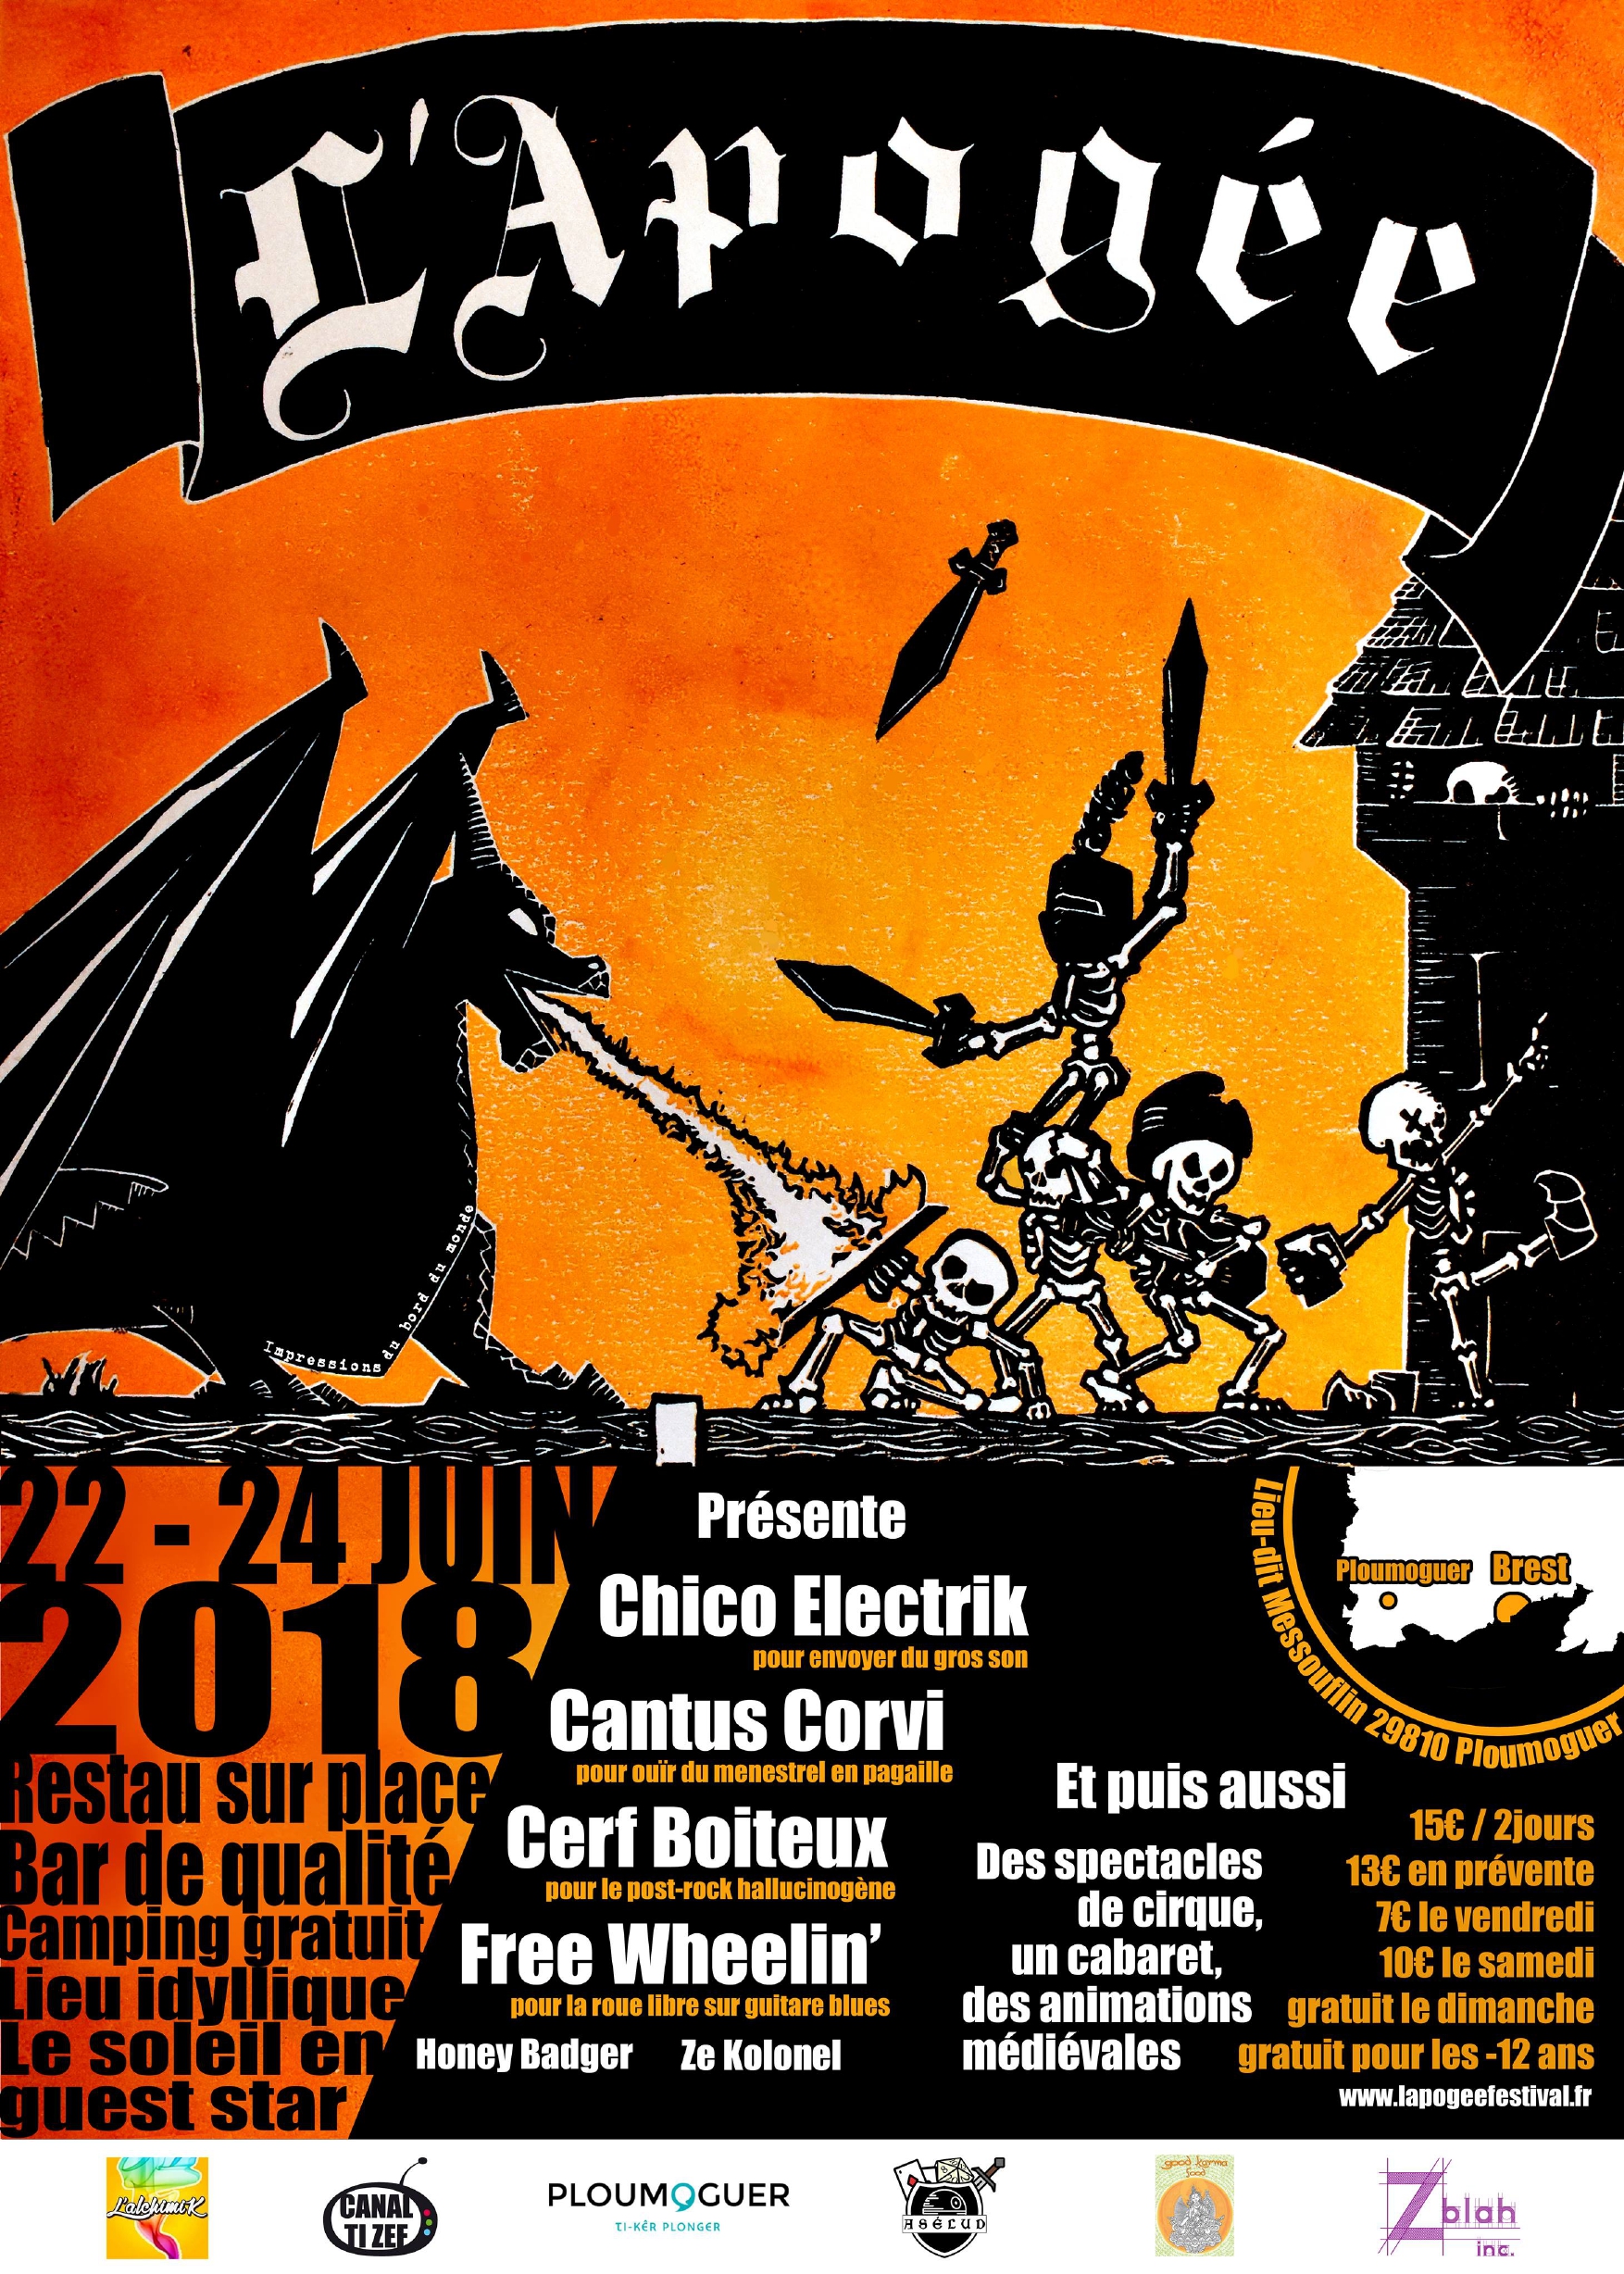 L'Apogée
Impressions du bord du monde
22 - 24 JUIN
2018
Restau sur place
Bar de qualité
Camping gratuit
Lieu idyllique
Le soleil en
guest star
Présente
Chico Electrik
pour envoyer du gros son
Cantus Corvi
pour ouïr du menestrel en pagaille
Cerf Boiteux
pour le post-rock hallucinogène
Free Wheelin'
pour la roue libre sur guitare blues
Honey Badger
Ze Kolonel
Et puis aussi
Des spectacles
de cirque,
un cabaret,
des animations
médiévales
Ploumoguer
Brest
Lieu-dit Messouflin 29810 Ploumoguer
15€ / 2jours
13€ en prévente
7€ le vendredi
10€ le samedi
gratuit le dimanche
gratuit pour les -12 ans
www.lapogeefestival.fr
L'alchimiK
CANAL
TI ZEF
PLOUMOGUER
TI-KÊR PLONGER
ASÉLUD
good karma
food
Zblah
inc.